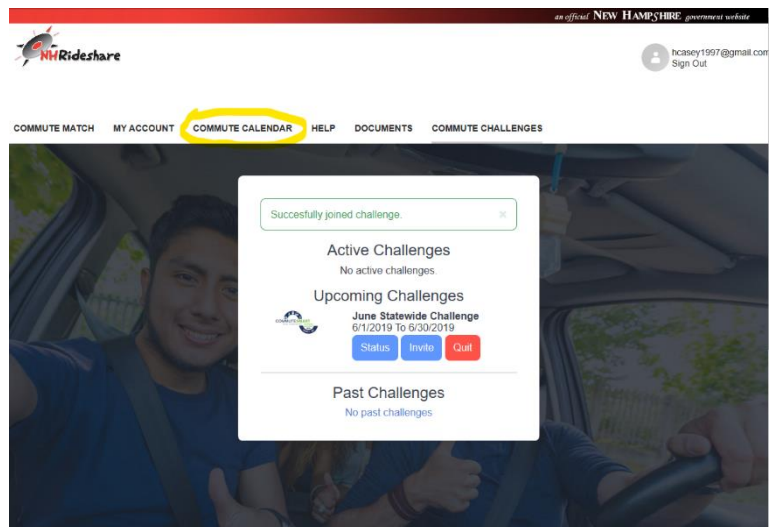 an official NEW HAMPSHIRE government website
NHRideshare
hcasey1997@gmail.com
Sign Out
COMMUTE MATCH MY ACCOUNT COMMUTE CALENDAR HELP DOCUMENTS COMMUTE CHALLENGES
Succesfully joined challenge. ×
Active Challenges
No active challenges.
Upcoming Challenges
June Statewide Challenge
6/1/2019 To 6/30/2019
Status Invite Quit
Past Challenges
No past challenges